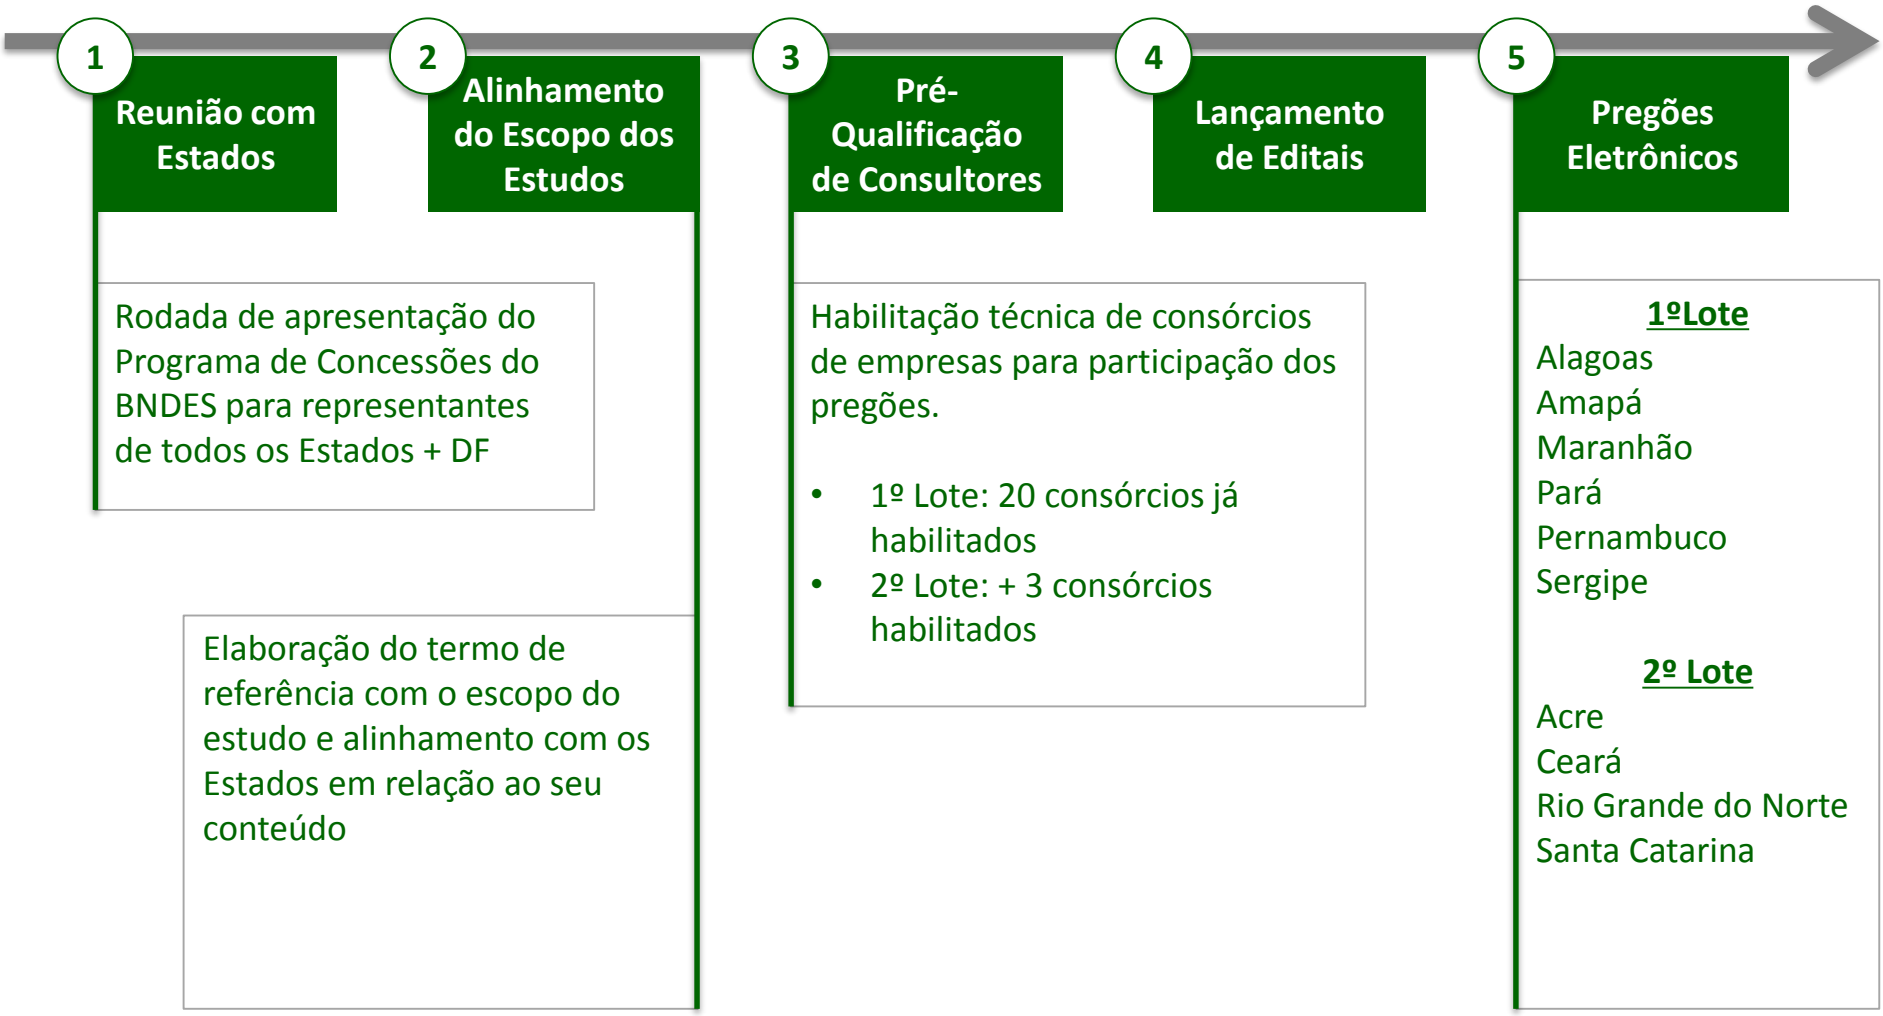 1
Reunião com
Estados
2
Alinhamento
do Escopo dos
Estudos
3
Pré-
Qualificação
de Consultores
4
Lançamento
de Editais
5
Pregões
Eletrônicos
Rodada de apresentação do
Programa de Concessões do
BNDES para representantes
de todos os Estados + DF
Elaboração do termo de
referência com o escopo do
estudo e alinhamento com os
Estados em relação ao seu
conteúdo
Habilitação técnica de consórcios
de empresas para participação dos
pregões.
• 1º Lote: 20 consórcios já
habilitados
• 2º Lote: + 3 consórcios
habilitados
1ºLote
Alagoas
Amapá
Maranhão
Pará
Pernambuco
Sergipe
2º Lote
Acre
Ceará
Rio Grande do Norte
Santa Catarina